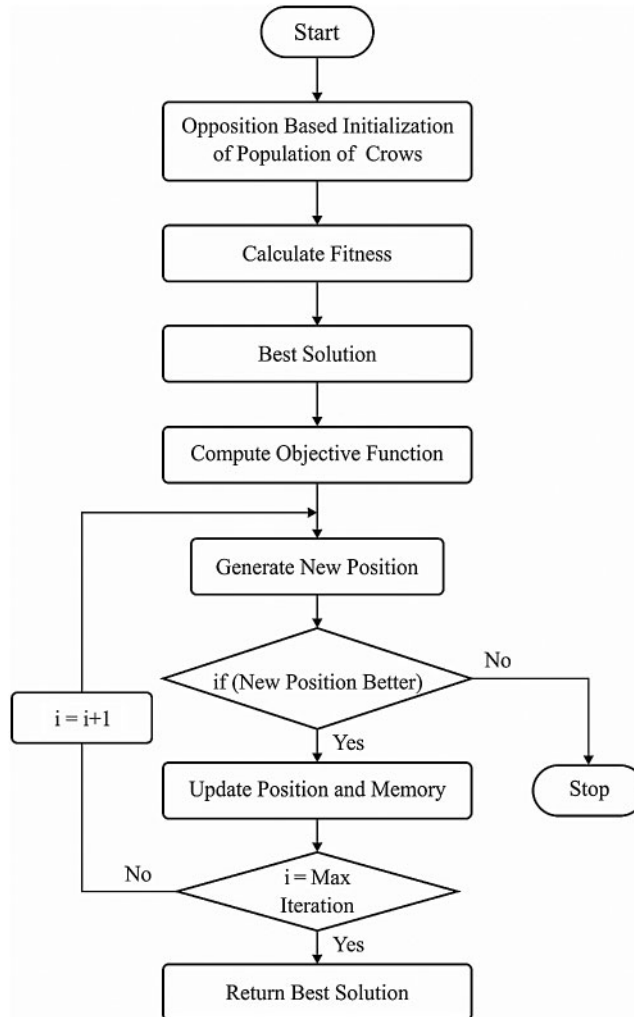 Start
Opposition Based Initialization
of Population of Crows
Calculate Fitness
Best Solution
Compute Objective Function
Generate New Position
if (New Position Better)
No
i = i+1
Yes
Update Position and Memory
Stop
No
i = Max
Iteration
Yes
Return Best Solution